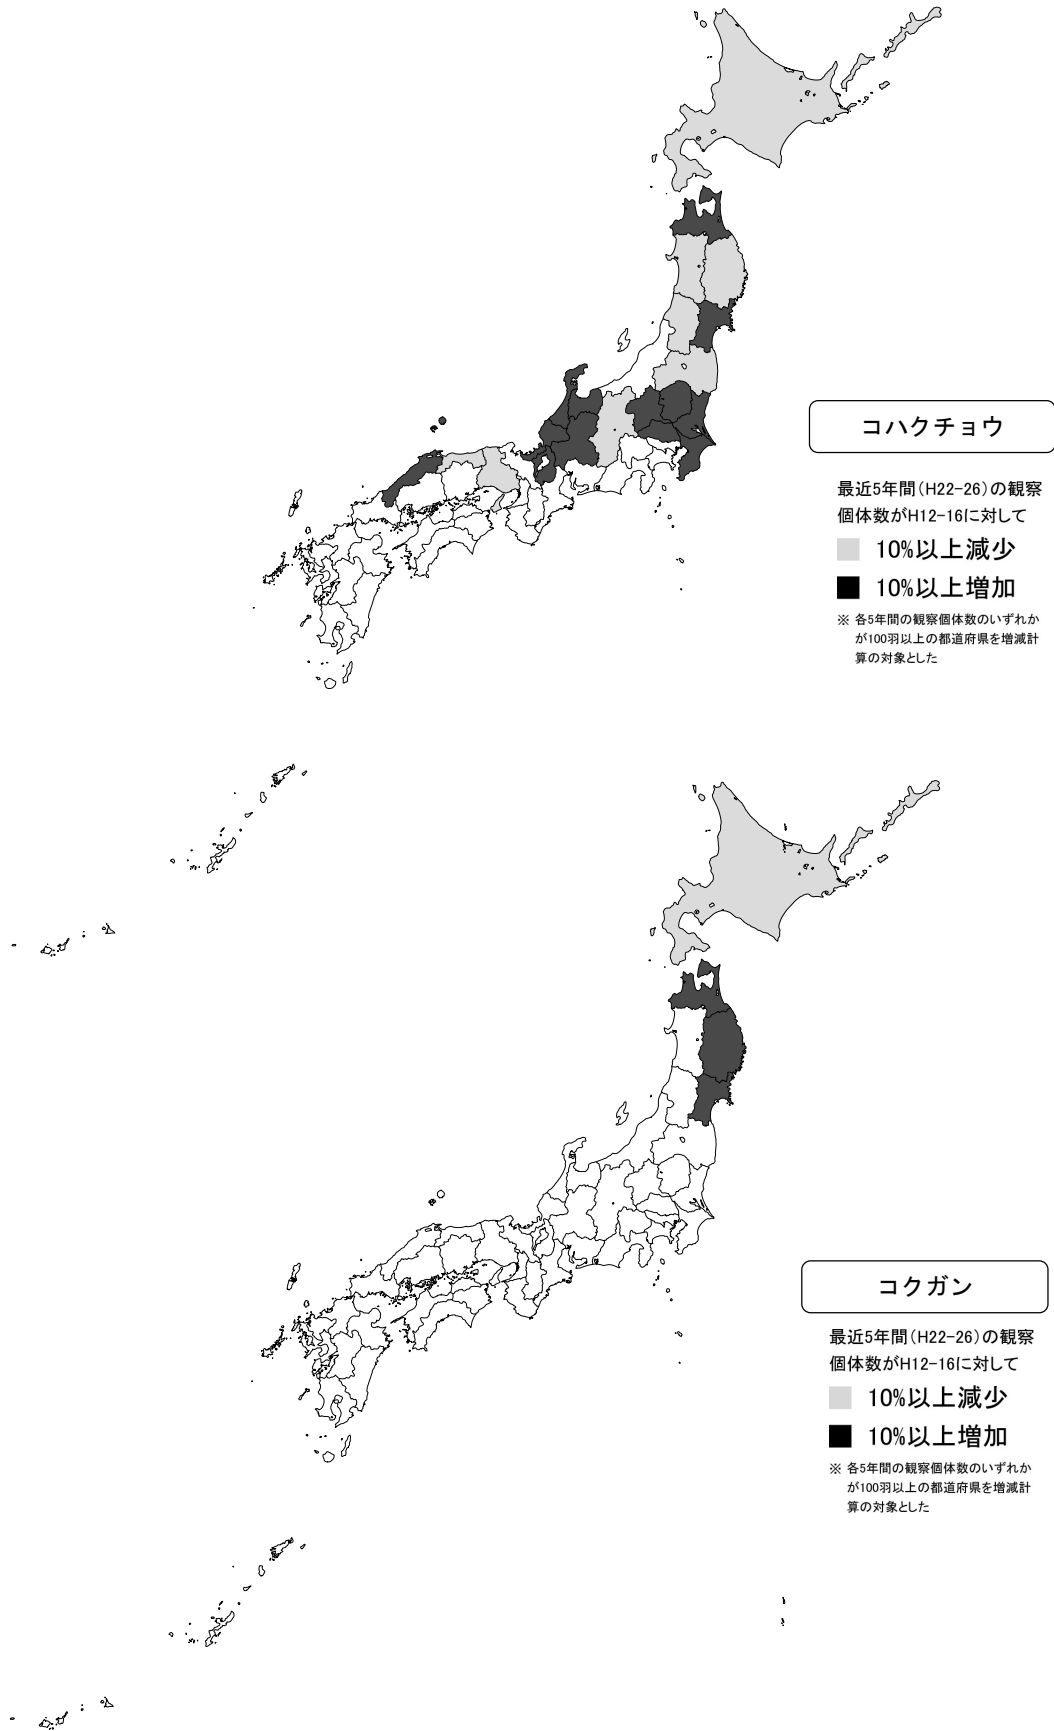 コハクチョウ
最近5年間(H22-26)の観察
個体数がH12-16に対して
10%以上減少
10%以上増加
※ 各5年間の観察個体数のいずれか
が100羽以上の都道府県を増減計
算の対象とした
コクガン
最近5年間(H22-26)の観察
個体数がH12-16に対して
10%以上減少
10%以上増加
※ 各5年間の観察個体数のいずれか
が100羽以上の都道府県を増減計
算の対象とした